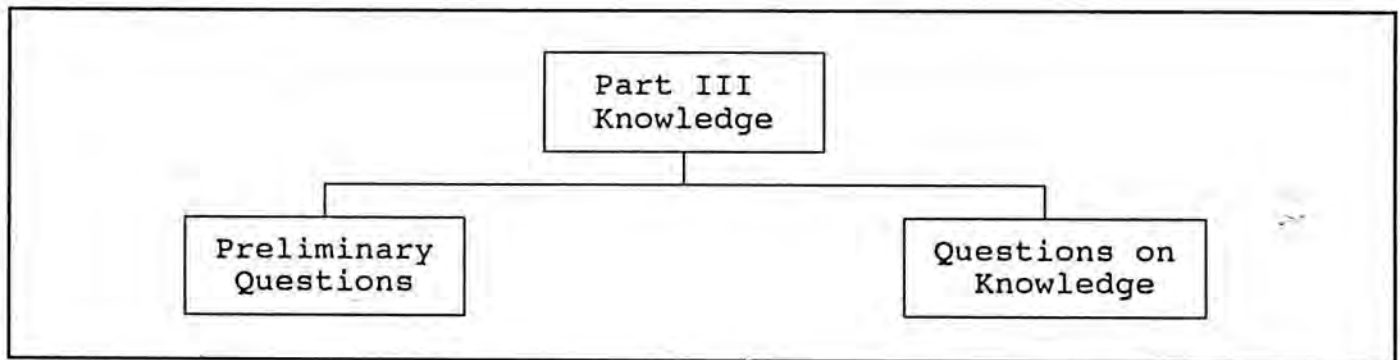 Part III
Knowledge
Preliminary
Questions
Questions on
Knowledge